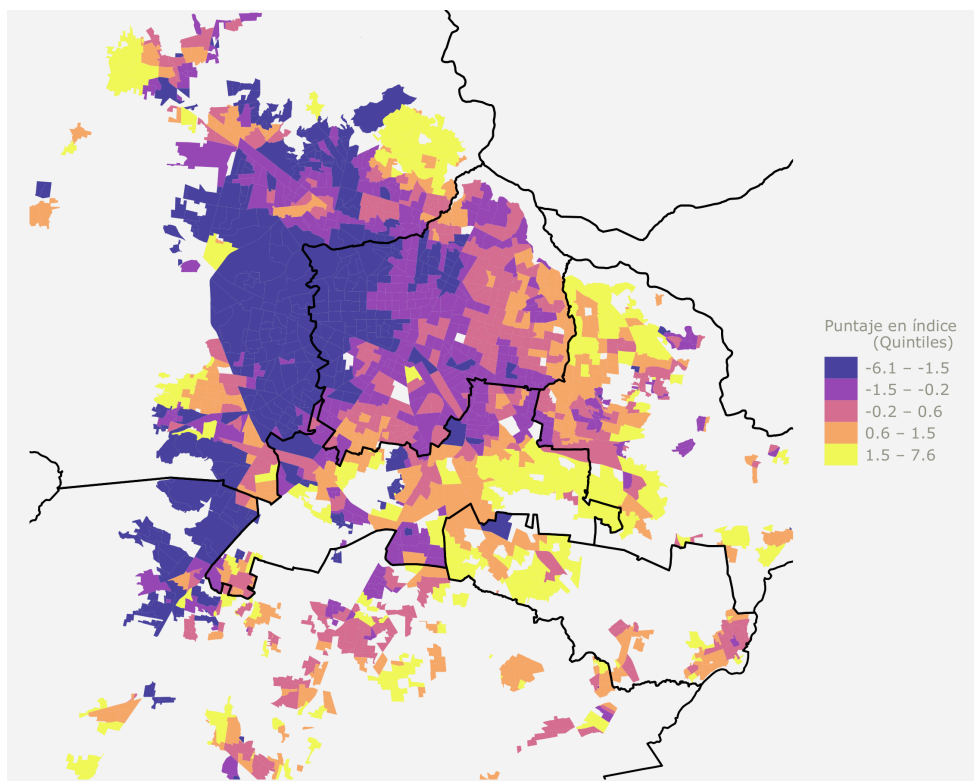 Puntaje en índice
(Quintiles)
-6.1 – -1.5
-1.5 – -0.2
-0.2 – 0.6
0.6 – 1.5
1.5 – 7.6